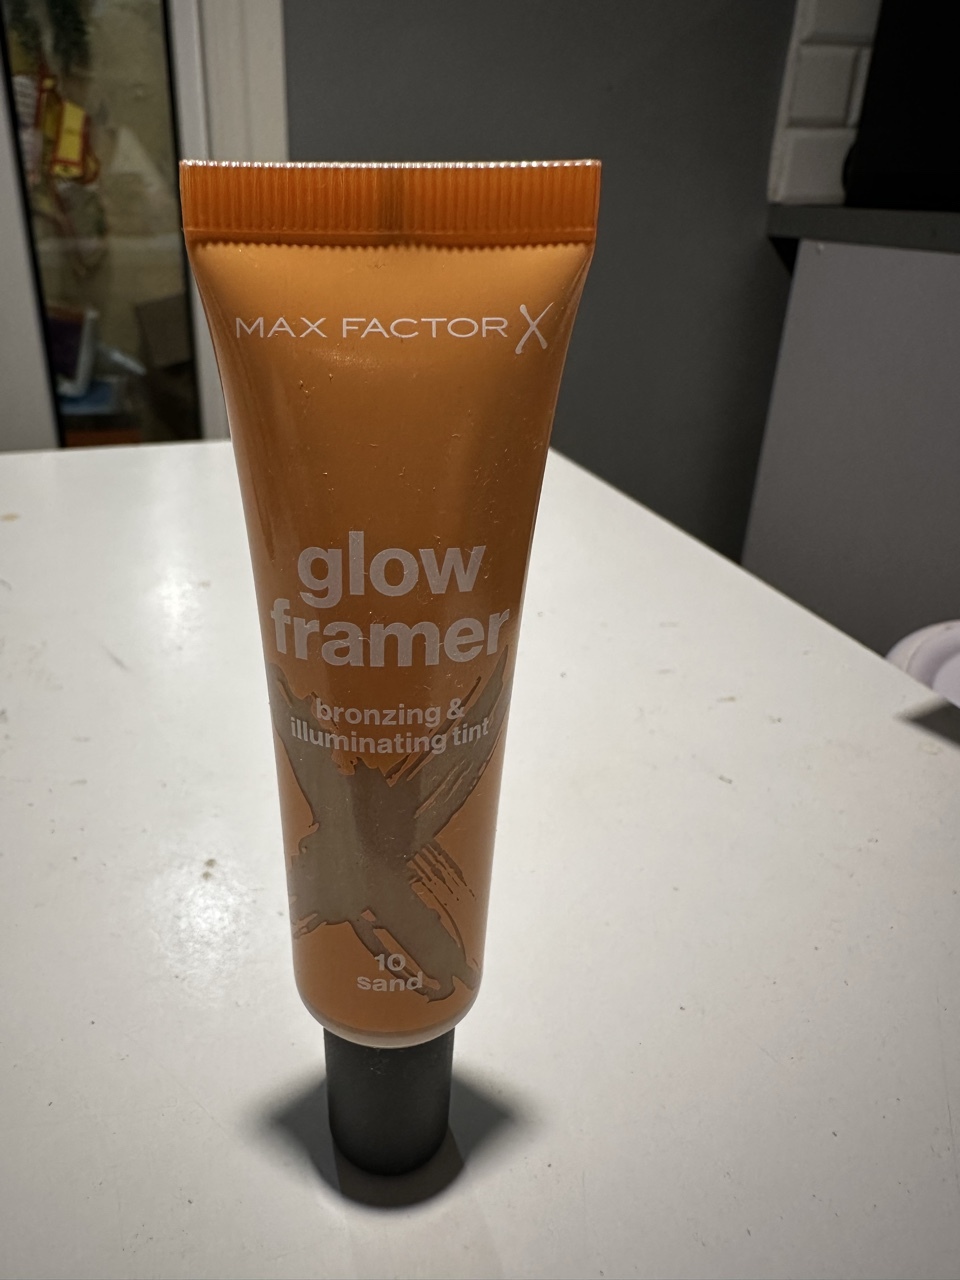 MAX FACTOR X
glow
framer
bronzing &
illuminating tint
10
sand